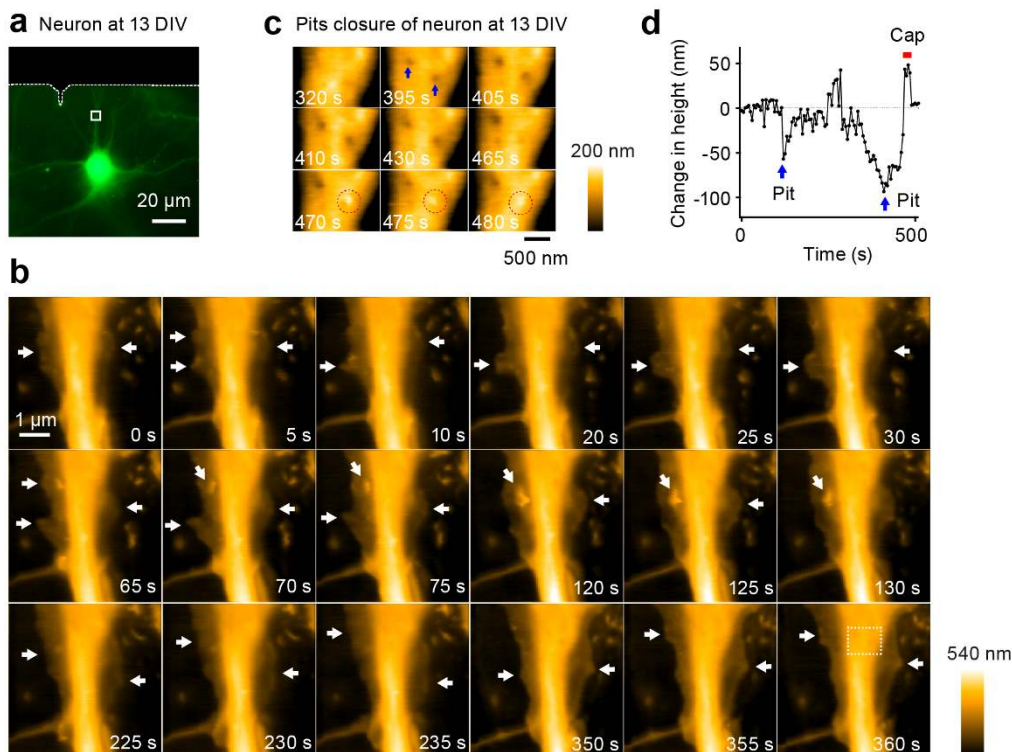 a Neuron at 13 DIV
20 µm
c Pits closure of neuron at 13 DIV
320 s 395 s 405 s
410 s 430 s 465 s
470 s 475 s 480 s
500 nm
200 nm
d
Cap
Change in height (nm)
50
0
-50
-100
Pit
Pit
0 500
Time (s)
b
1 µm
0 s 5 s 10 s 20 s 25 s 30 s
65 s 70 s 75 s 120 s 125 s 130 s
225 s 230 s 235 s 350 s 355 s 360 s
540 nm